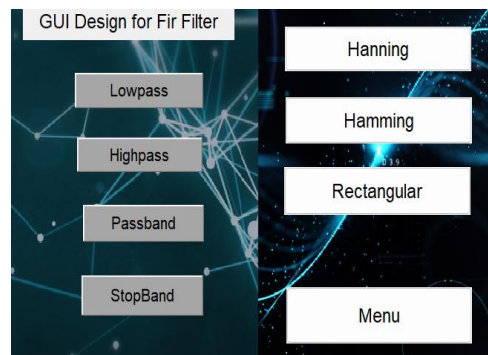 GUI Design for Fir Filter
Lowpass
Highpass
Passband
StopBand
Hanning
Hamming
Rectangular
Menu